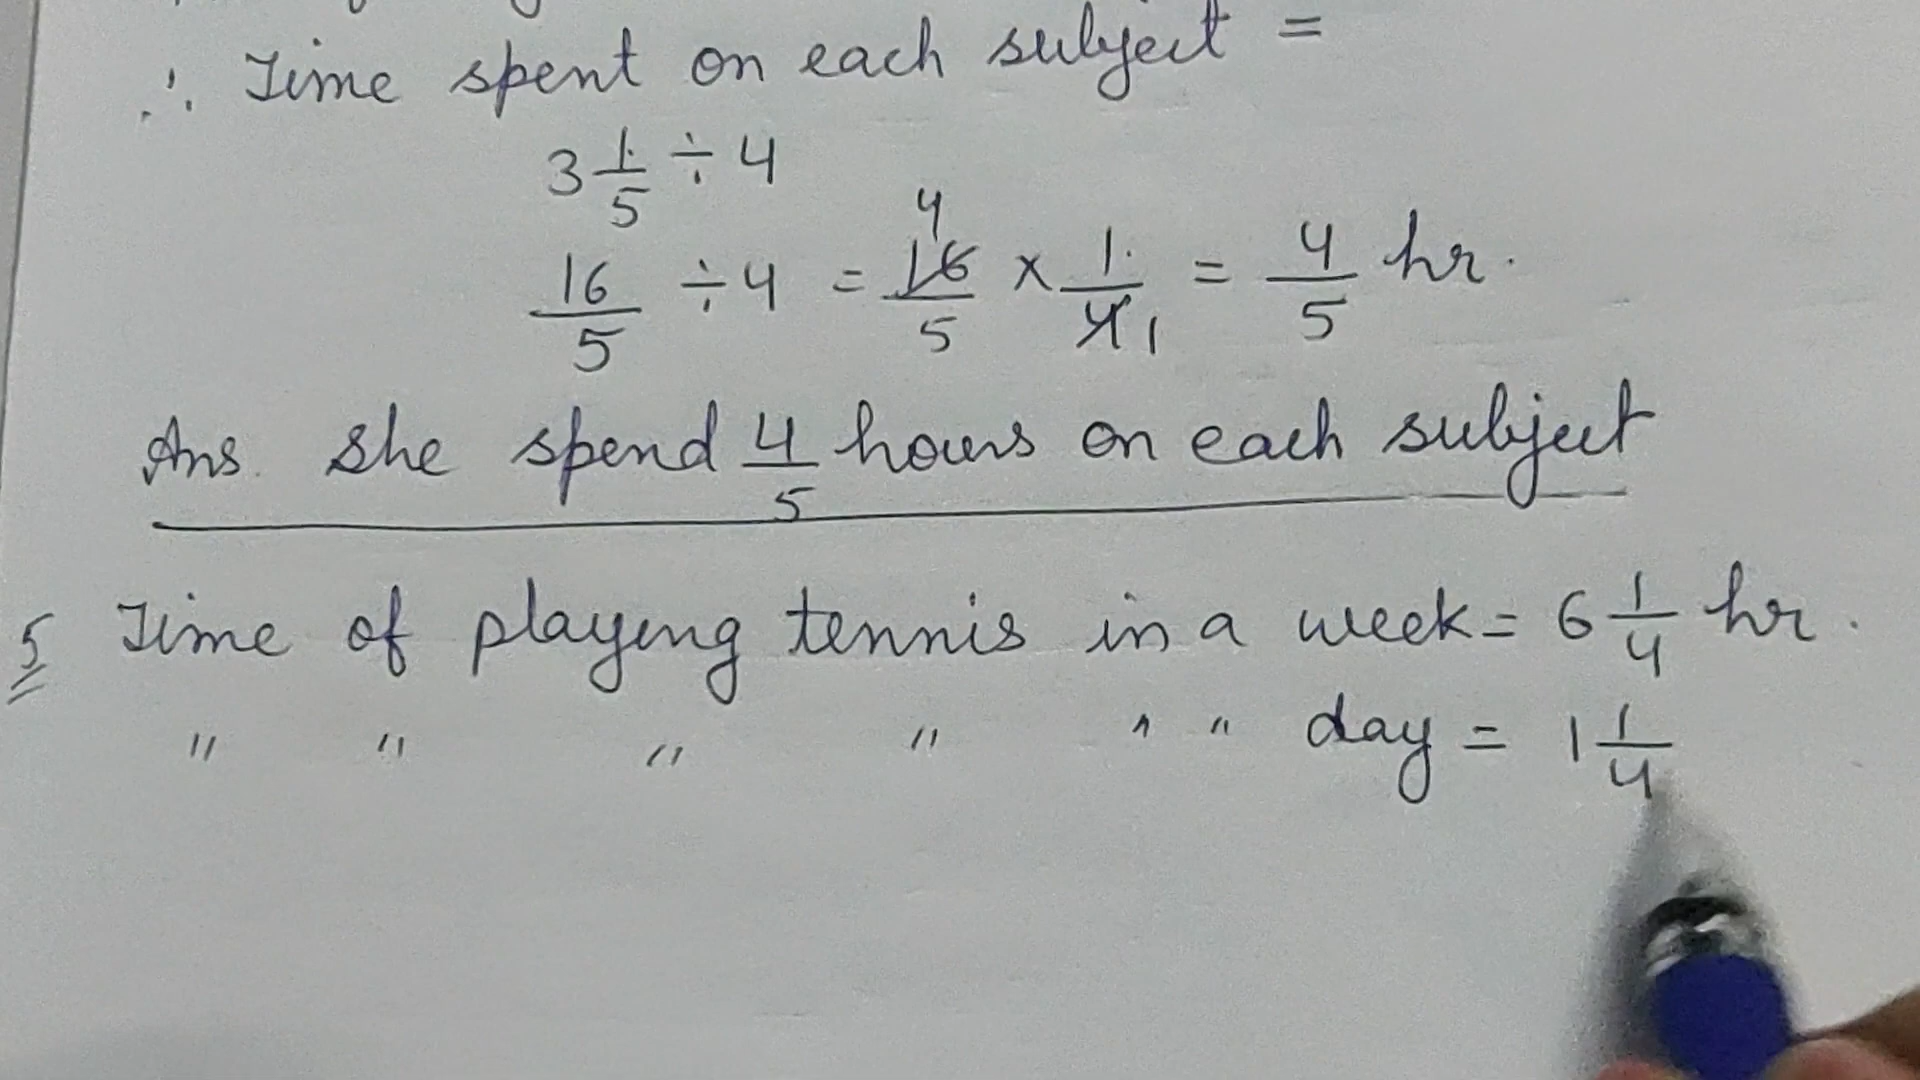 ∴ Time spent on each subject =
3 1/5 ÷ 4
16/5 ÷ 4 = 16/5 4 × 1/4 1 = 4/5 hr.
Ans. She spend 4/5 hours on each subject
5 Time of playing tennis in a week = 6 1/4 hr.
" " " " " " day = 1 1/4